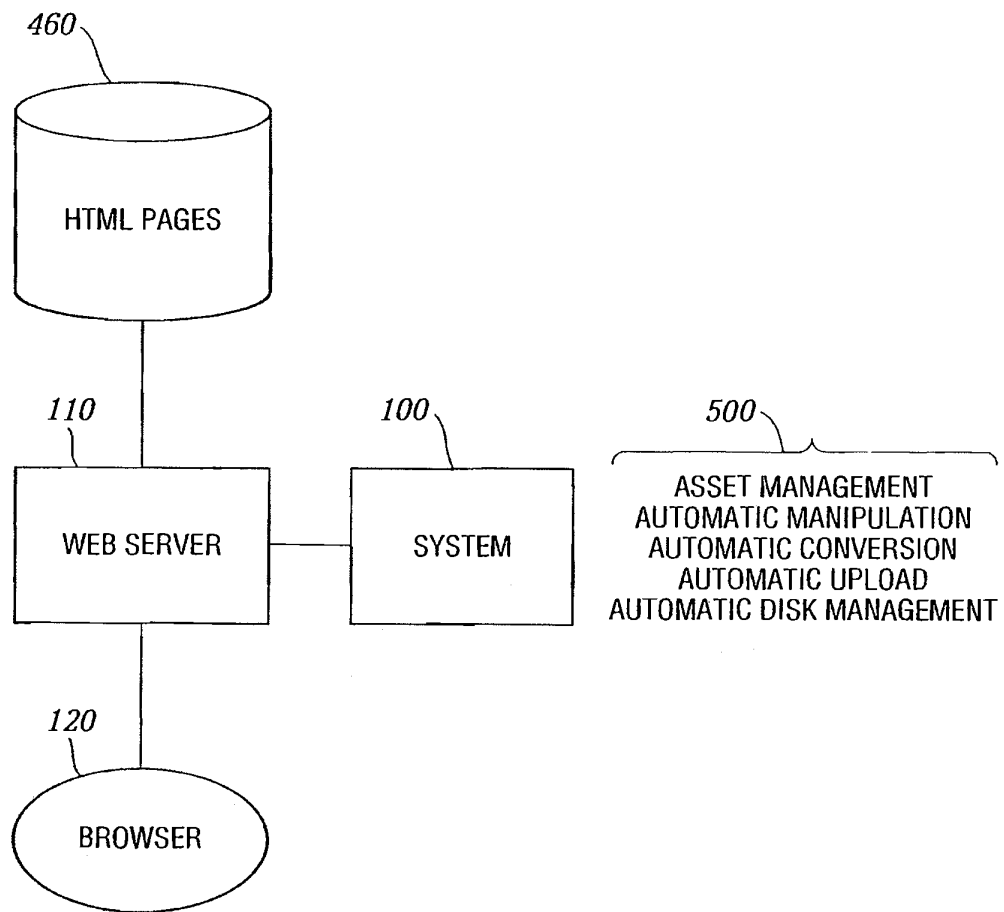 460
HTML PAGES
110
100
500
WEB SERVER
SYSTEM
ASSET MANAGEMENT
AUTOMATIC MANIPULATION
AUTOMATIC CONVERSION
AUTOMATIC UPLOAD
AUTOMATIC DISK MANAGEMENT
120
BROWSER